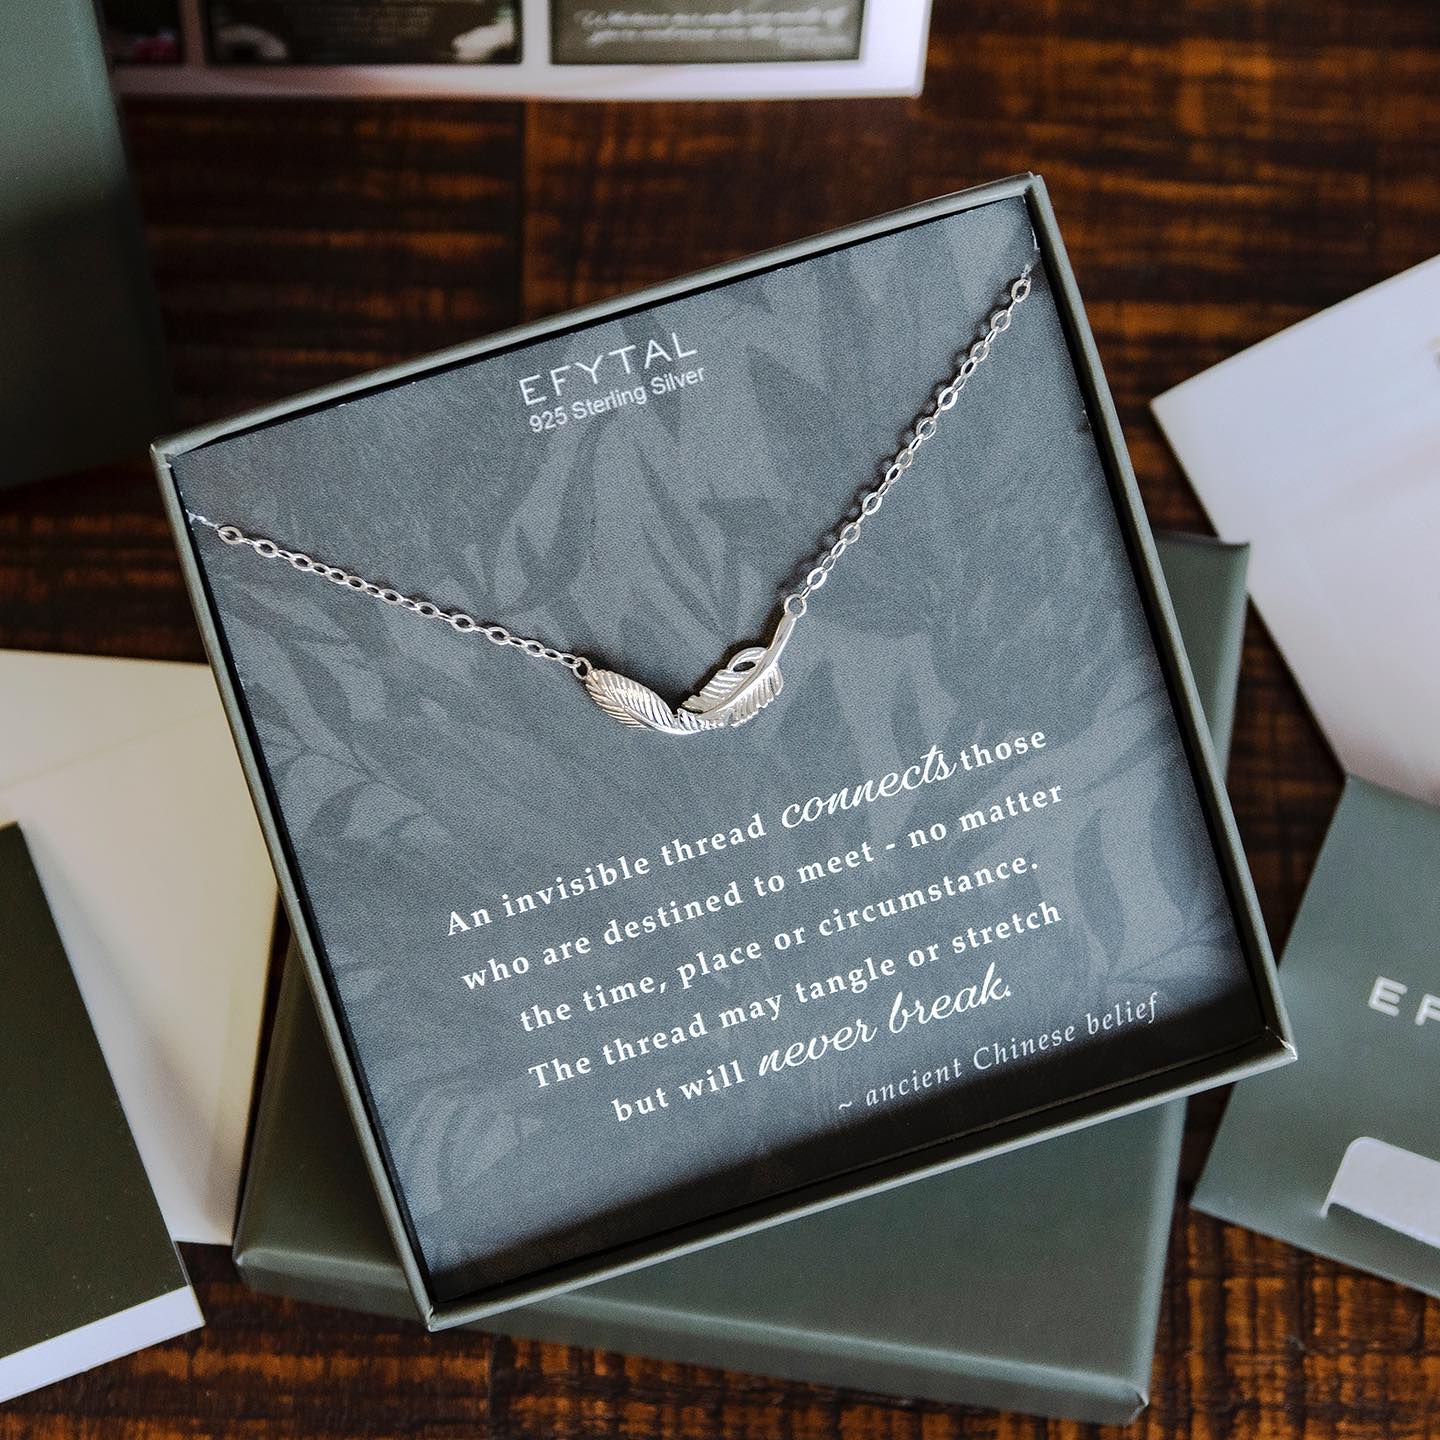 EFYTAL
925 Sterling Silver
An invisible thread connects those
who are destined to meet - no matter
the time, place or circumstance.
The thread may tangle or stretch
but will never break.
~ ancient Chinese belief
EF